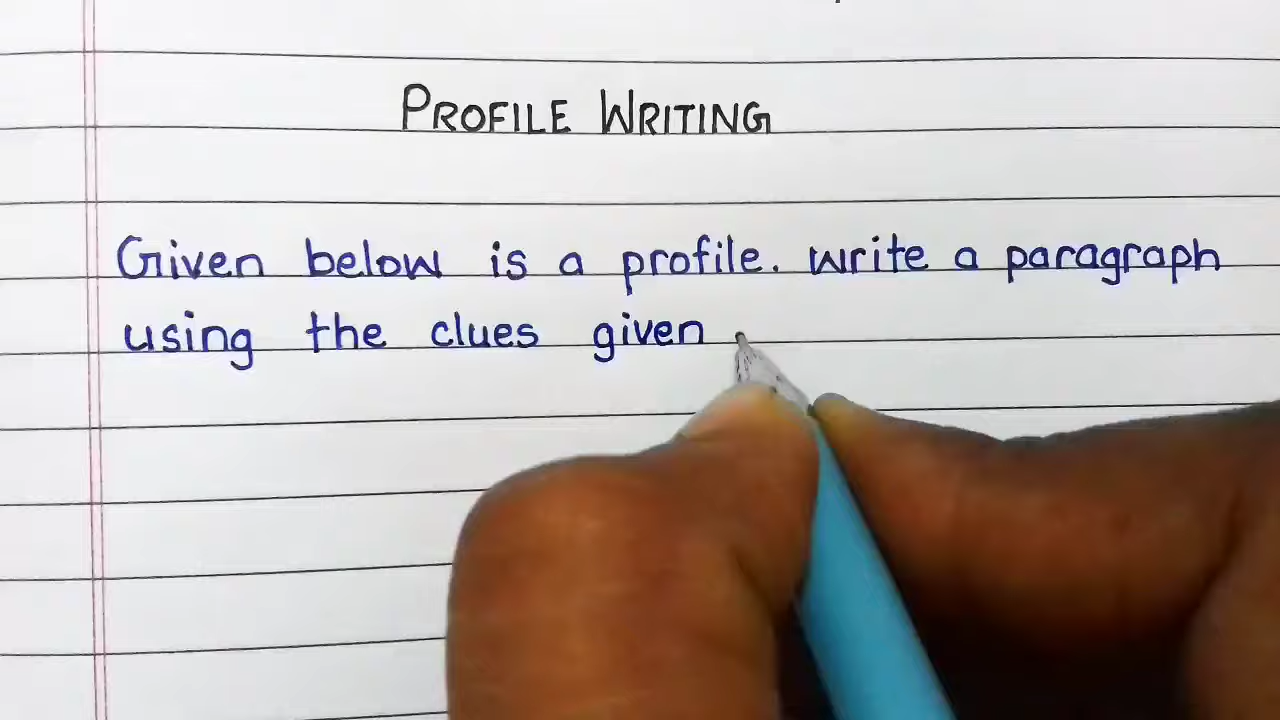 PROFILE WRITING
Given below is a profile. Write a paragraph
using the clues given